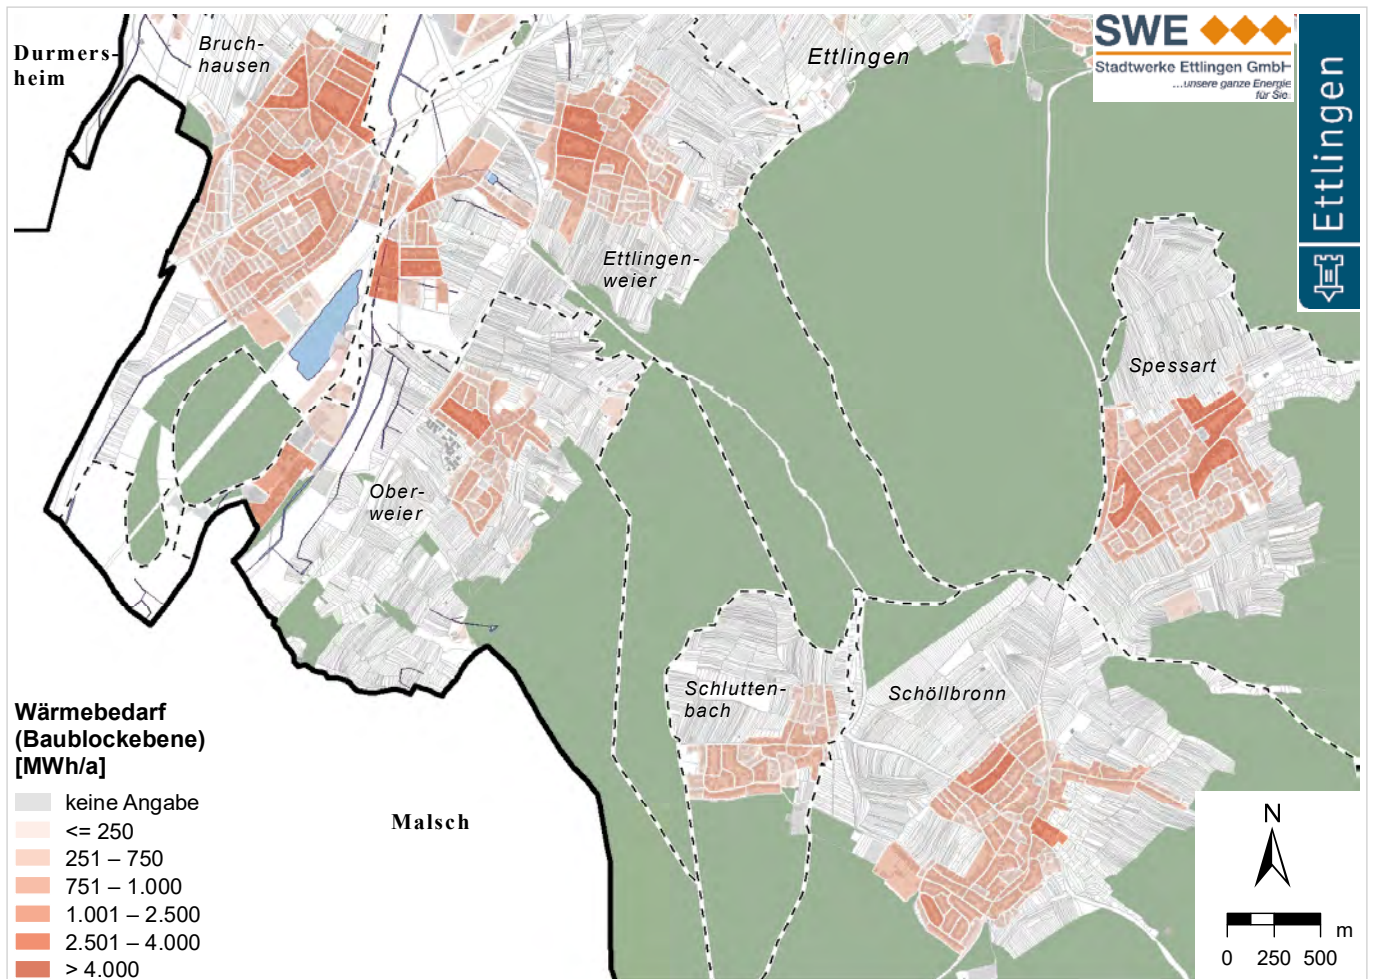 Durmers-
heim
Bruch-
hausen
Ettlingen
SWE
Stadtwerke Ettlingen GmbH
...unsere ganze Energie
für Sie.
Ettlingen
Ettlingen-
weier
Spessart
Ober-
weier
Schlutten-
bach
Schöllbronn
Malsch
Wärmebedarf
(Baublockebene)
[MWh/a]
keine Angabe
<= 250
251 – 750
751 – 1.000
1.001 – 2.500
2.501 – 4.000
> 4.000
N
m
0 250 500